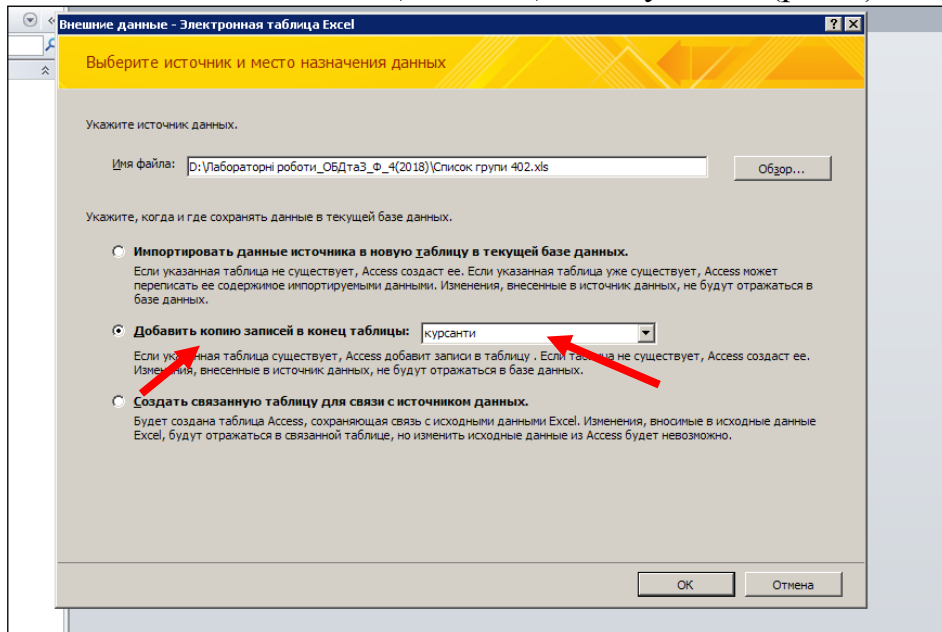 Внешние данные - Электронная таблица Excel
Выберите источник и место назначения данных
Укажите источник данных.
Имя файла: D:\Лабораторні роботи_ОБДтаЗ_Ф_4(2018)\Список групи 402.xls Обзор...
Укажите, когда и где сохранять данные в текущей базе данных.
Импортировать данные источника в новую таблицу в текущей базе данных.
Если указанная таблица не существует, Access создаст ее. Если указанная таблица уже существует, Access может
переписать ее содержимое импортируемыми данными. Изменения, внесенные в источник данных, не будут отражаться в
базе данных.
Добавить копию записей в конец таблицы: курсанти
Если указанная таблица существует, Access добавит записи в таблицу . Если таблица не существует, Access создаст ее.
Изменения, внесенные в источник данных, не будут отражаться в базе данных.
Создать связанную таблицу для связи с источником данных.
Будет создана таблица Access, сохраняющая связь с исходными данными Excel. Изменения, вносимые в исходные данные
Excel, будут отражаться в связанной таблице, но изменить исходные данные из Access будет невозможно.
OK Отмена